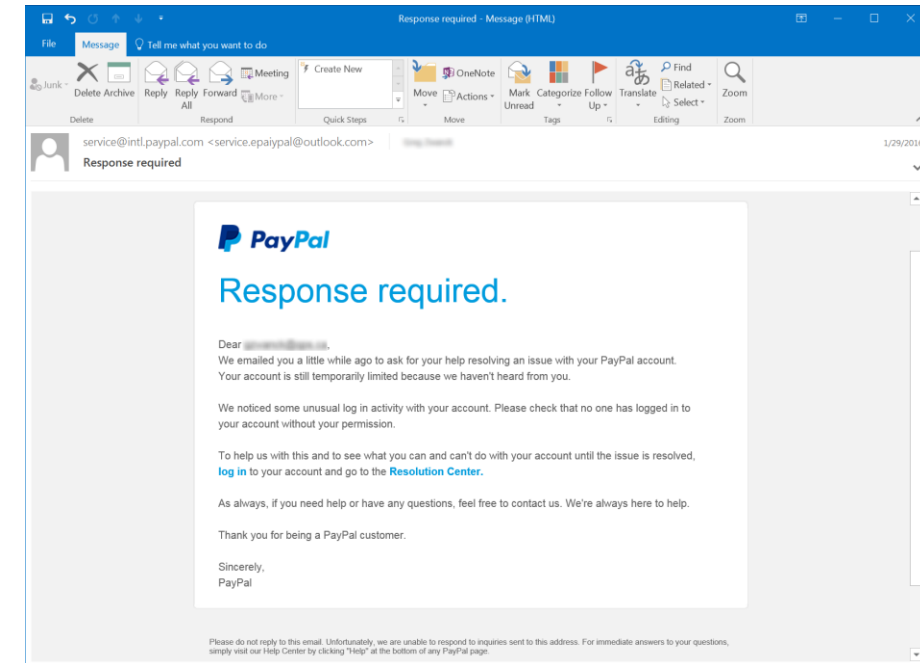 Response required - Message (HTML)
File Message Tell me what you want to do
Junk
Delete Archive
Reply Reply All Forward
Meeting
More
Create New
Move
OneNote
Actions
Mark Unread Categorize Follow Up
Translate
Find
Related
Select
Zoom
Delete Respond Quick Steps Move Tags Editing Zoom
service@intl.paypal.com <service.epaiypal@outlook.com>
1/29/2016
Response required
PayPal
Response required.
Dear
We emailed you a little while ago to ask for your help resolving an issue with your PayPal account.
Your account is still temporarily limited because we haven't heard from you.
We noticed some unusual log in activity with your account. Please check that no one has logged in to
your account without your permission.
To help us with this and to see what you can and can't do with your account until the issue is resolved,
log in to your account and go to the Resolution Center.
As always, if you need help or have any questions, feel free to contact us. We're always here to help.
Thank you for being a PayPal customer.
Sincerely,
PayPal
Please do not reply to this email. Unfortunately, we are unable to respond to inquiries sent to this address. For immediate answers to your questions,
simply visit our Help Center by clicking "Help" at the bottom of any PayPal page.